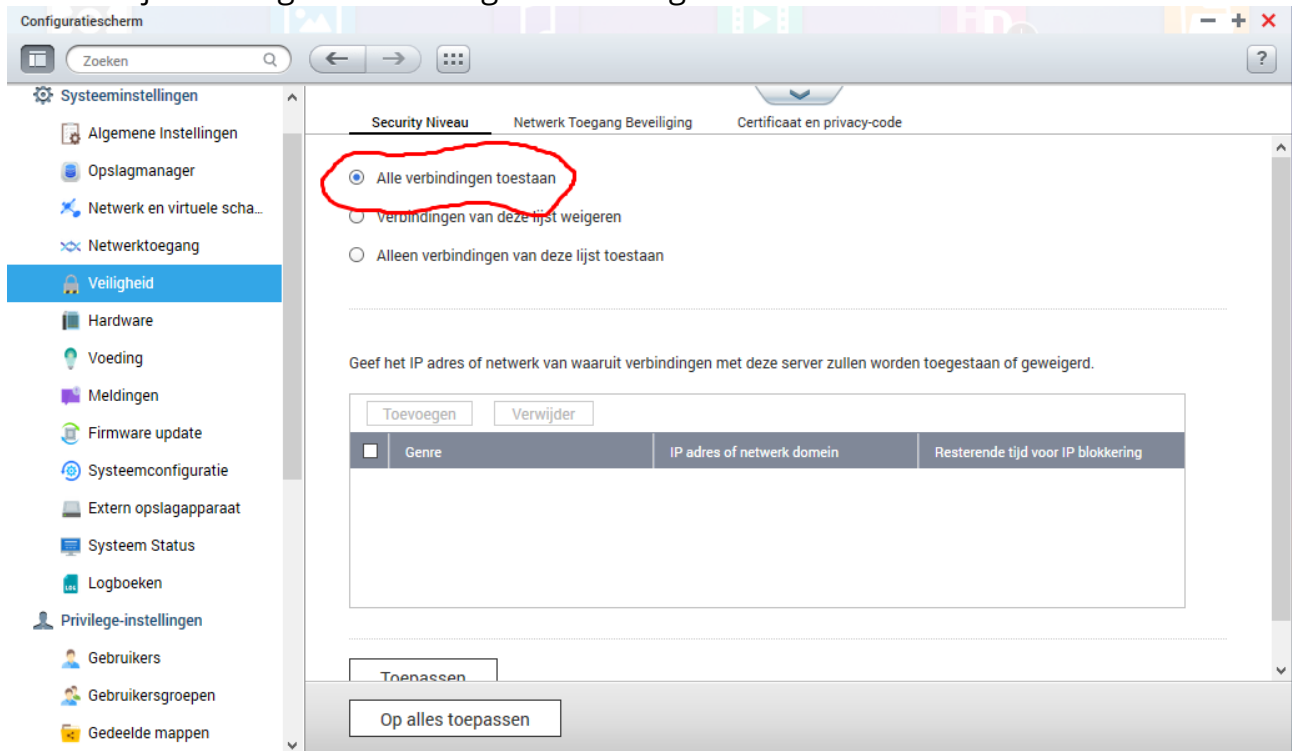 Configuratiescherm
Zoeken
?
Systeeminstellingen
Algemene Instellingen
Opslagmanager
Netwerk en virtuele scha...
Netwerktoegang
Veiligheid
Hardware
Voeding
Meldingen
Firmware update
Systeemconfiguratie
Extern opslagapparaat
Systeem Status
Logboeken
Privilege-instellingen
Gebruikers
Gebruikersgroepen
Gedeelde mappen
Security Niveau Netwerk Toegang Beveiliging Certificaat en privacy-code
Alle verbindingen toestaan
Verbindingen van deze lijst weigeren
Alleen verbindingen van deze lijst toestaan
Geef het IP adres of netwerk van waaruit verbindingen met deze server zullen worden toegestaan of geweigerd.
Toevoegen Verwijder
Genre IP adres of netwerk domein Resterende tijd voor IP blokkering
Toepassen
Op alles toepassen